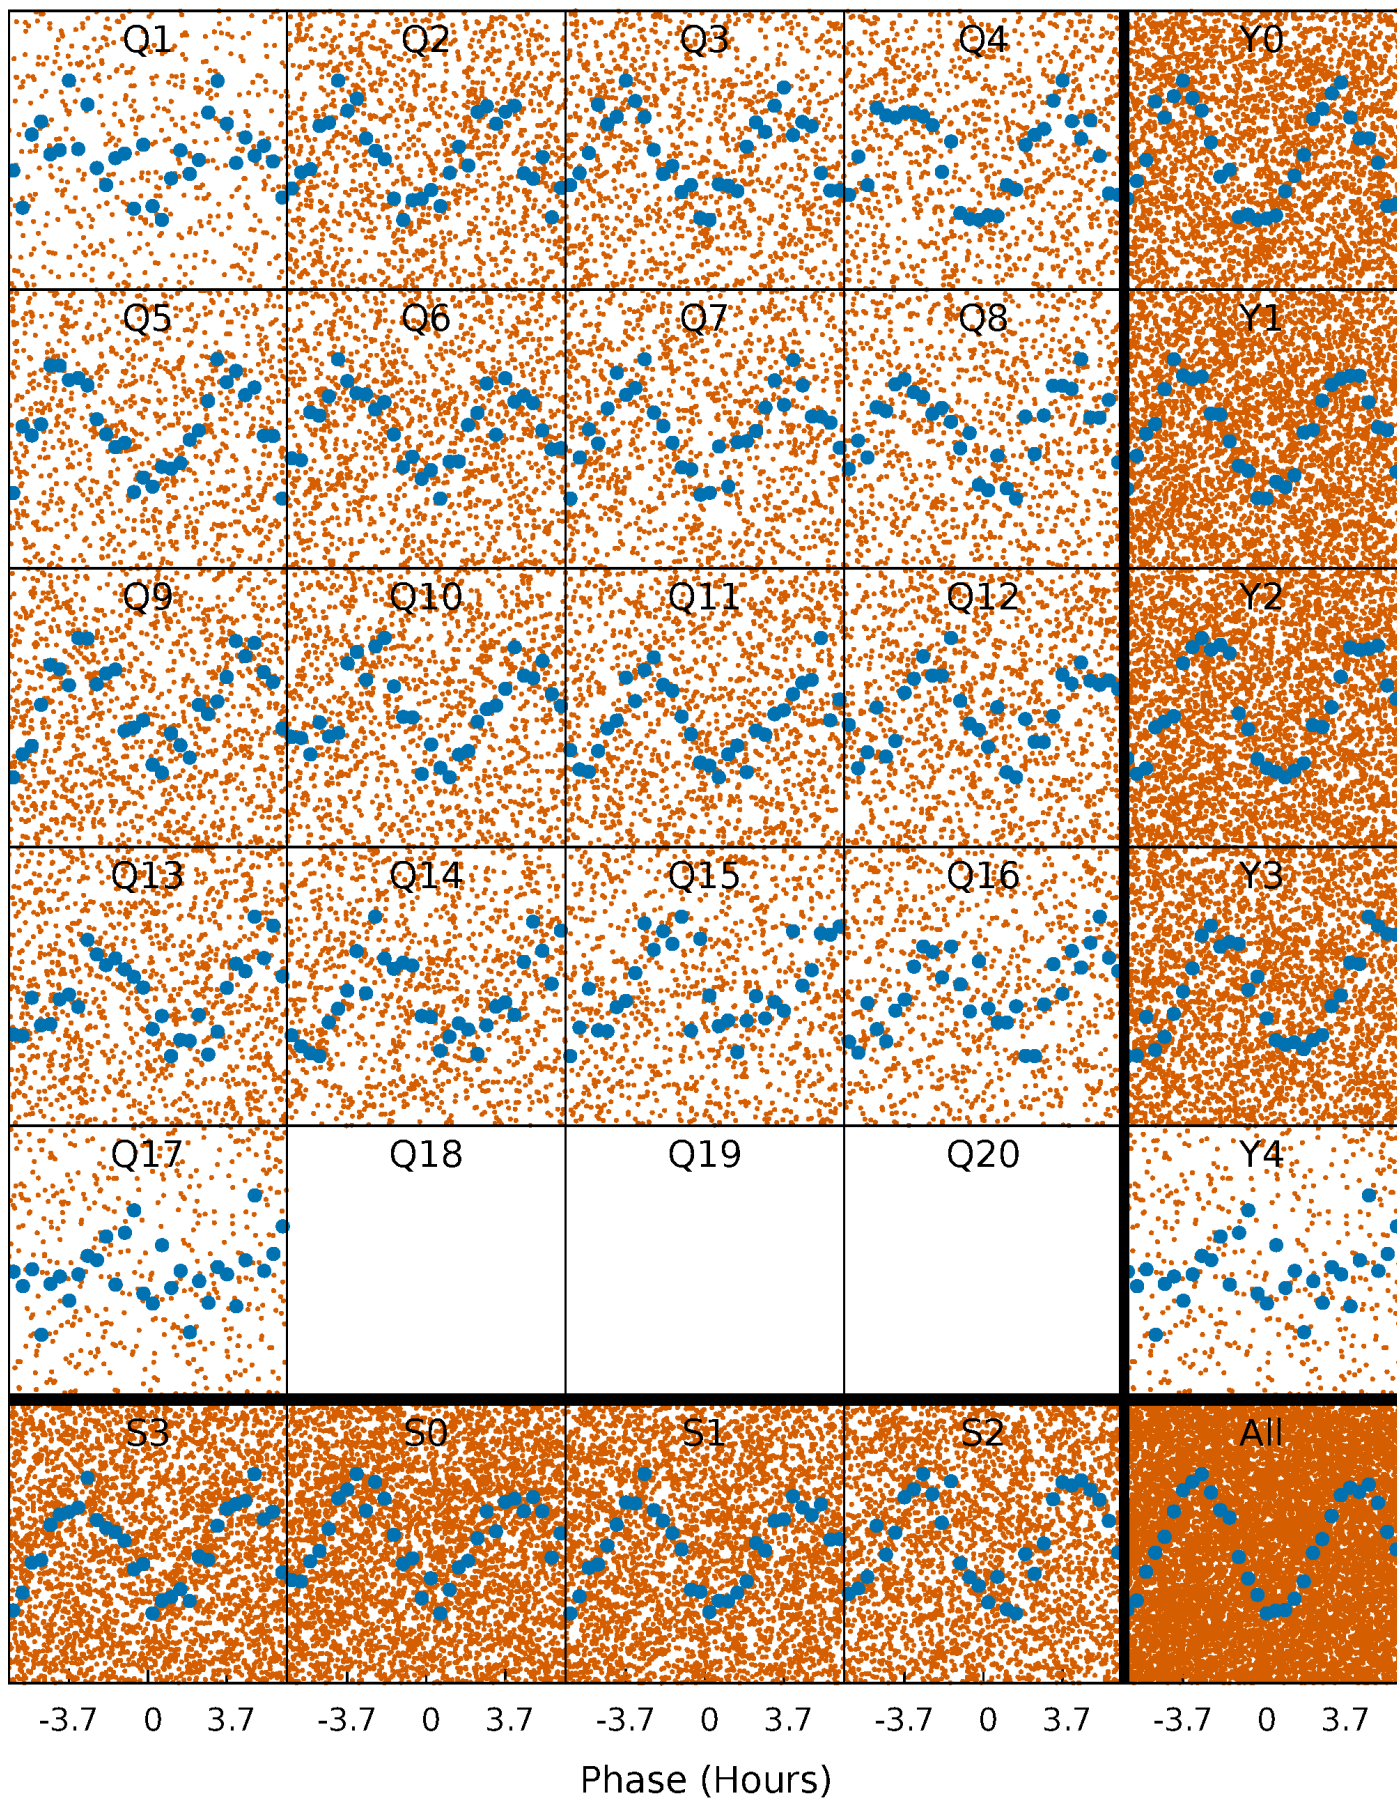 Q1 Q2 Q3 Q4 Y0
Q5 Q6 Q7 Q8 Y1
Q9 Q10 Q11 Q12 Y2
Q13 Q14 Q15 Q16 Y3
Q17 Q18 Q19 Q20 Y4
S3 S0 S1 S2 All
-3.7 0 3.7 -3.7 0 3.7 -3.7 0 3.7 -3.7 0 3.7 -3.7 0 3.7
Phase (Hours)